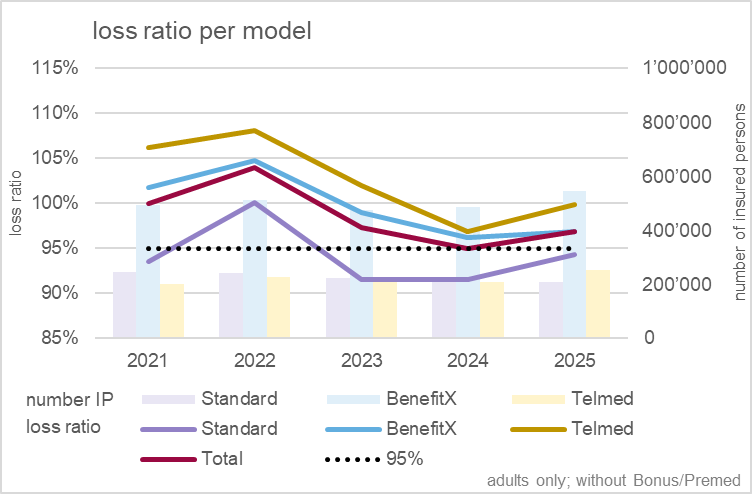 loss ratio per model
115%
110%
105%
100%
95%
90%
85%
loss ratio
1’000’000
800’000
600’000
400’000
200’000
0
number of insured persons
2021 2022 2023 2024 2025
number IP Standard BenefitX Telmed
loss ratio Standard BenefitX Telmed
Total 95%
adults only; without Bonus/Premed